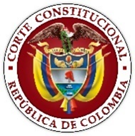 CORTE CONSTITUCIONAL
REPÚBLICA DE COLOMBIA